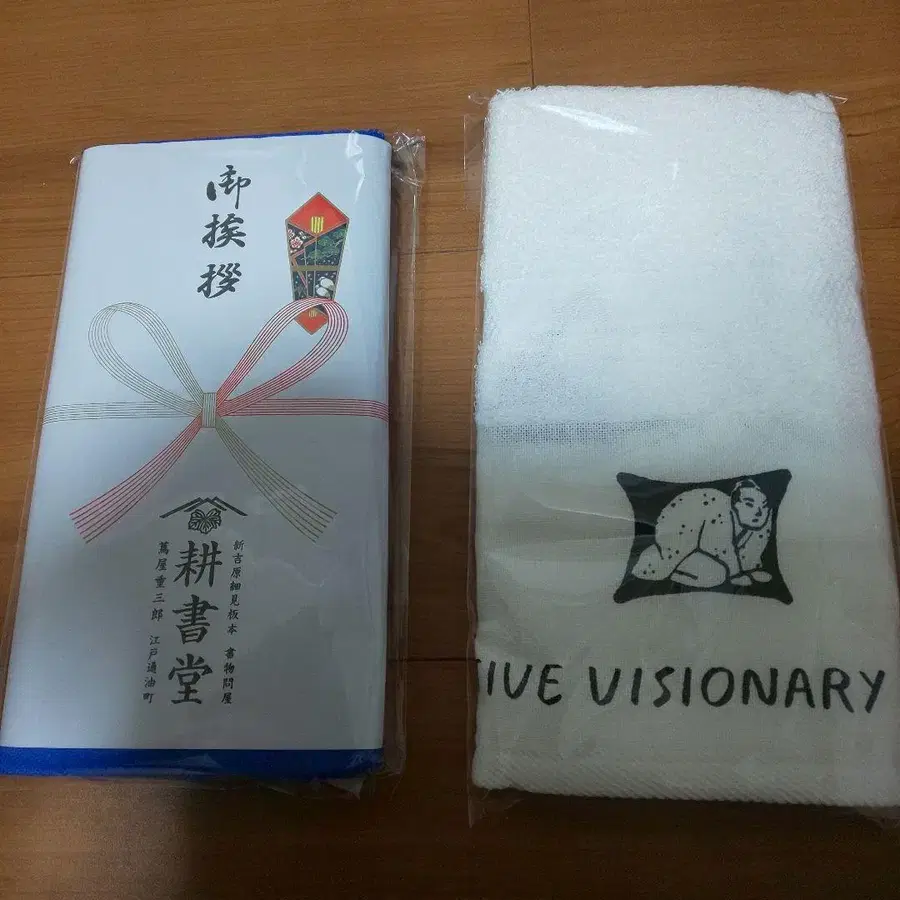 御挨拶
新吉原細見板本 書物問屋
耕書堂
蔦屋重三郎 江戸通油町
IVE VISIONARY